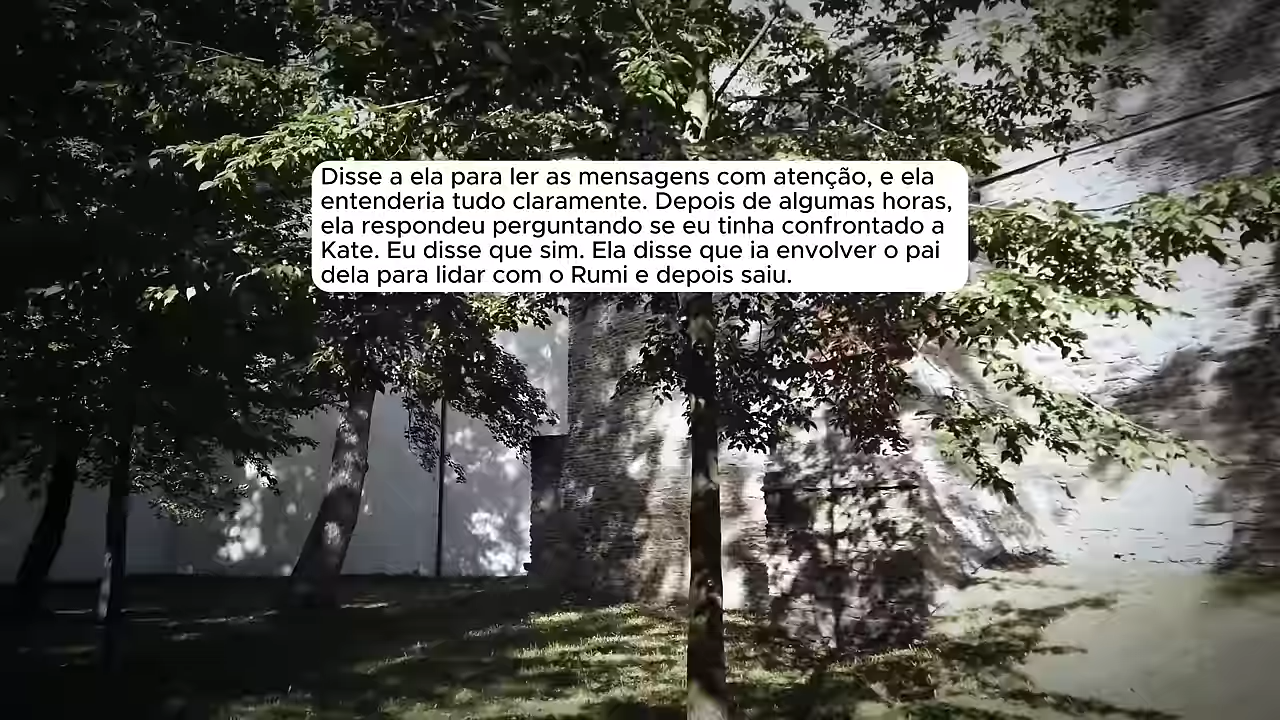 Disse a ela para ler as mensagens com atenção, e ela
entenderia tudo claramente. Depois de algumas horas,
ela respondeu perguntando se eu tinha confrontado a
Kate. Eu disse que sim. Ela disse que ia envolver o pai
dela para lidar com o Rumi e depois saiu.